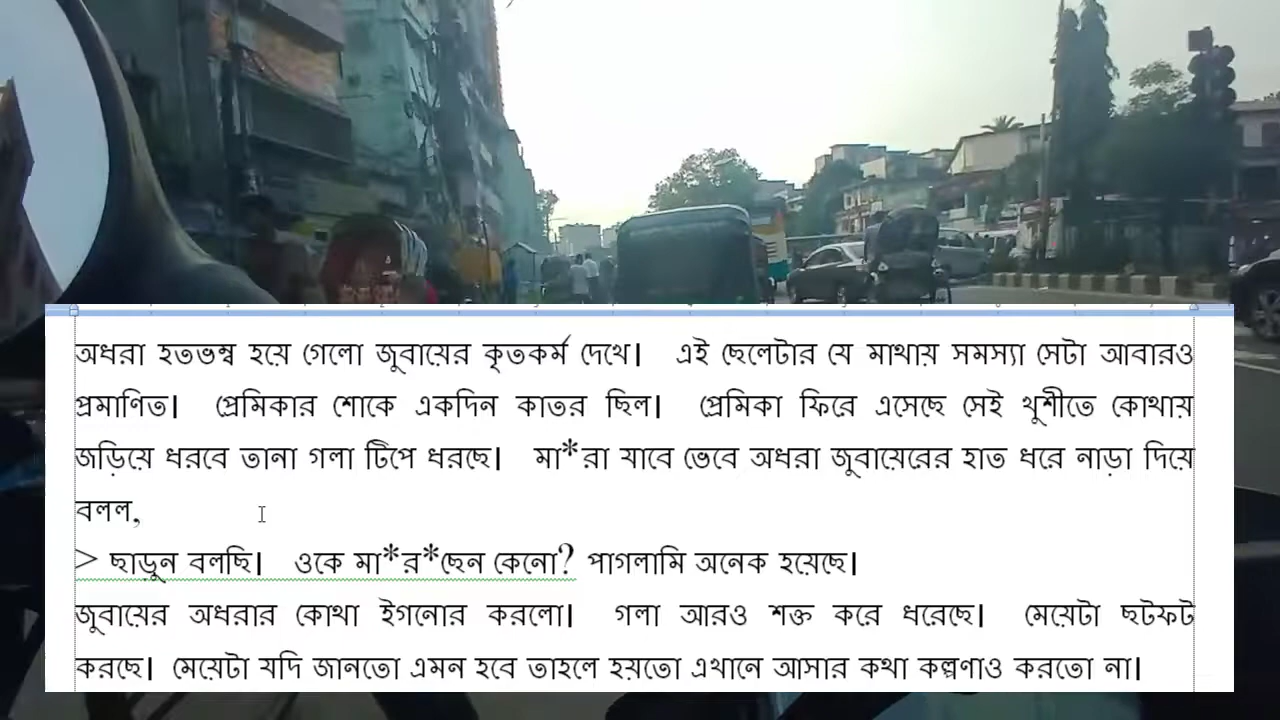 অধরা হতভম্ব হয়ে গেলো জুবায়ের কৃতকর্ম দেখে। এই ছেলেটার যে মাথায় সমস্যা সেটা আবারও
প্রমাণিত। প্রেমিকার শোকে একদিন কাতর ছিল। প্রেমিকা ফিরে এসেছে সেই খুশীতে কোথায়
জড়িয়ে ধরবে তানা গলা টিপে ধরছে। মা*রা যাবে ভেবে অধরা জুবায়েরের হাত ধরে নাড়া দিয়ে
বলল,
> ছাড়ুন বলছি। ওকে মা*র*ছেন কেনো? পাগলামি অনেক হয়েছে।
জুবায়ের অধরার কোথা ইগনোর করলো। গলা আরও শক্ত করে ধরেছে। মেয়েটা ছটফট
করছে। মেয়েটা যদি জানতো এমন হবে তাহলে হয়তো এখানে আসার কথা কল্পণাও করতো না।